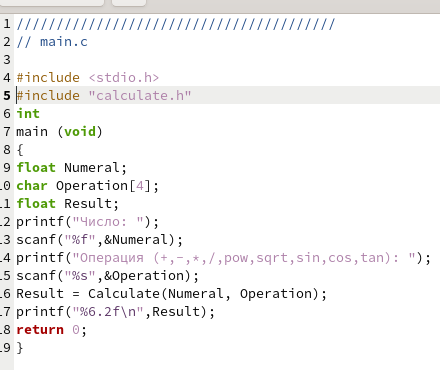 1 ////////////////////////////////////////
2 // main.c
3
4 #include <stdio.h>
5 #include "calculate.h"
6 int
7 main (void)
8 {
9 float Numeral;
10 char Operation[4];
11 float Result;
12 printf("Число: ");
13 scanf("%f",&Numeral);
14 printf("Операция (+,-,*,/,pow,sqrt,sin,cos,tan): ");
15 scanf("%s",&Operation);
16 Result = Calculate(Numeral, Operation);
17 printf("%6.2f\n",Result);
18 return 0;
19 }